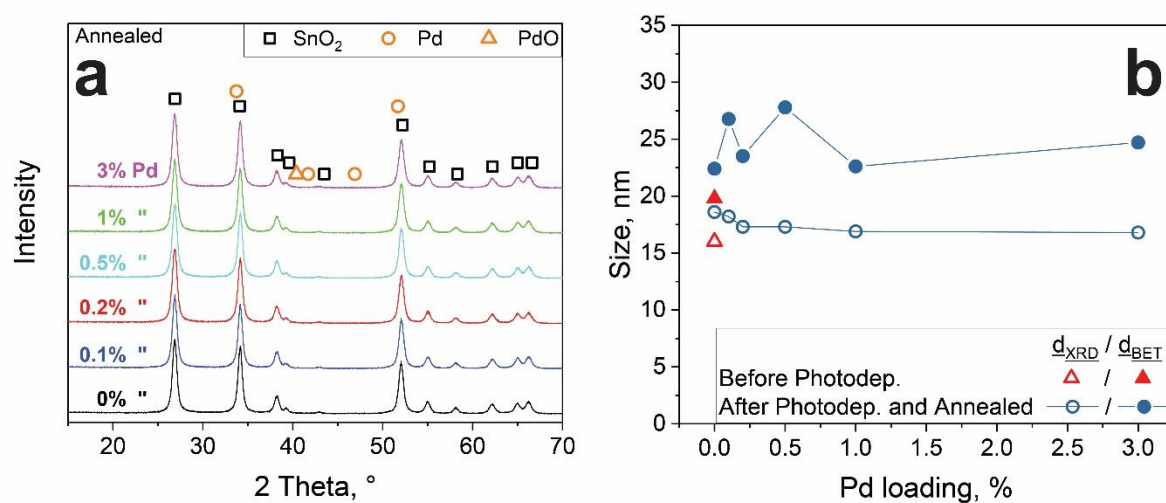 Annealed
SnO₂
Pd
PdO
a
3% Pd
1% "
0.5% "
0.2% "
0.1% "
0% "
Intensity
20 30 40 50 60 70
2 Theta, °
b
35
30
25
20
15
10
5
0
Size, nm
d_XRD / d_BET
Before Photodep. /
After Photodep. and Annealed /
0.0 0.5 1.0 1.5 2.0 2.5 3.0
Pd loading, %